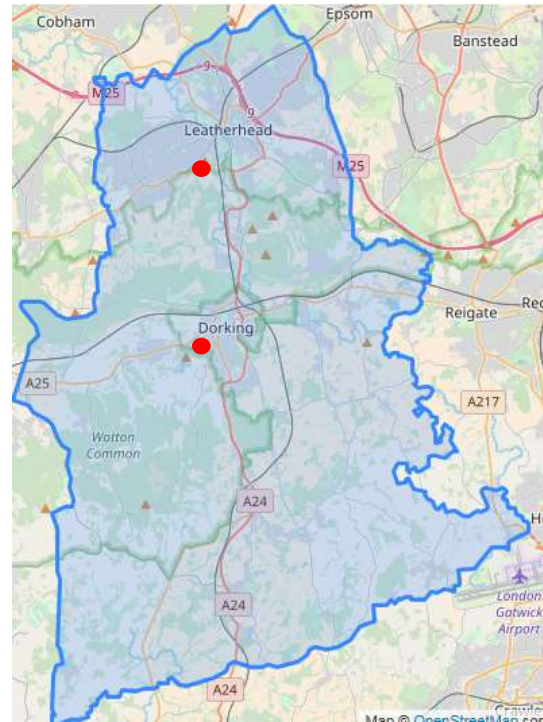 Cobham
Epsom
Banstead
9
M25
9
Leatherhead
M25
Reigate
Dorking
A25
A217
Wotton
Common
A24
A24
London
Gatwick
Airport
A24
Crawley
Map © OpenStreetMap